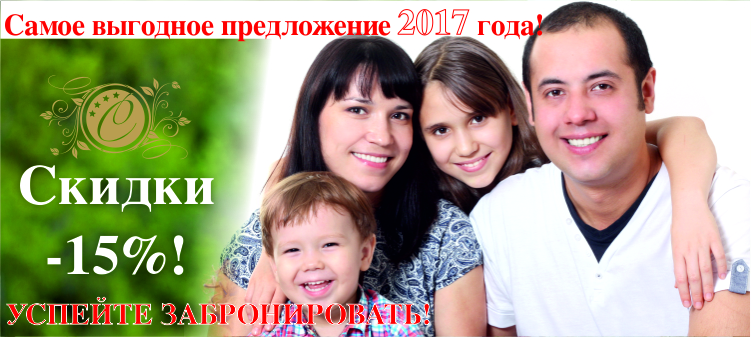 Самое выгодное предложение 2017 года!
С
Скидки
-15%!
УСПЕЙТЕ ЗАБРОНИРОВАТЬ!